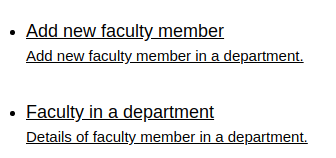 Add new faculty member
Add new faculty member in a department.
Faculty in a department
Details of faculty member in a department.